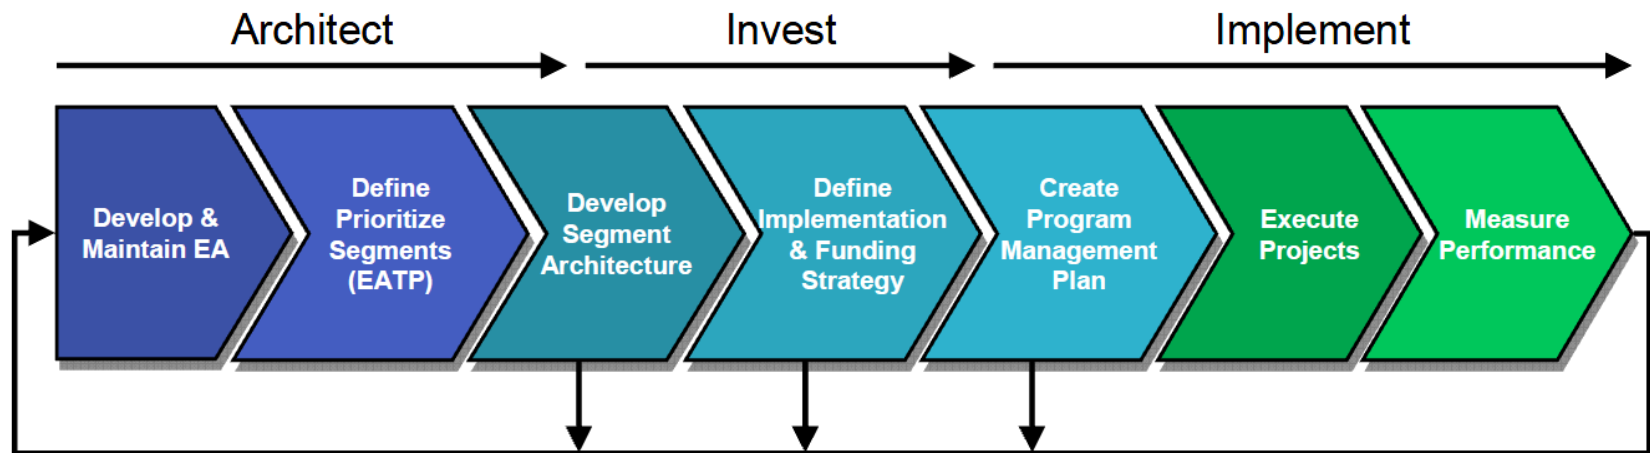 Architect
Invest
Implement
Develop &
Maintain EA
Define
Prioritize
Segments
(EATP)
Develop
Segment
Architecture
Define
Implementation
& Funding
Strategy
Create
Program
Management
Plan
Execute
Projects
Measure
Performance